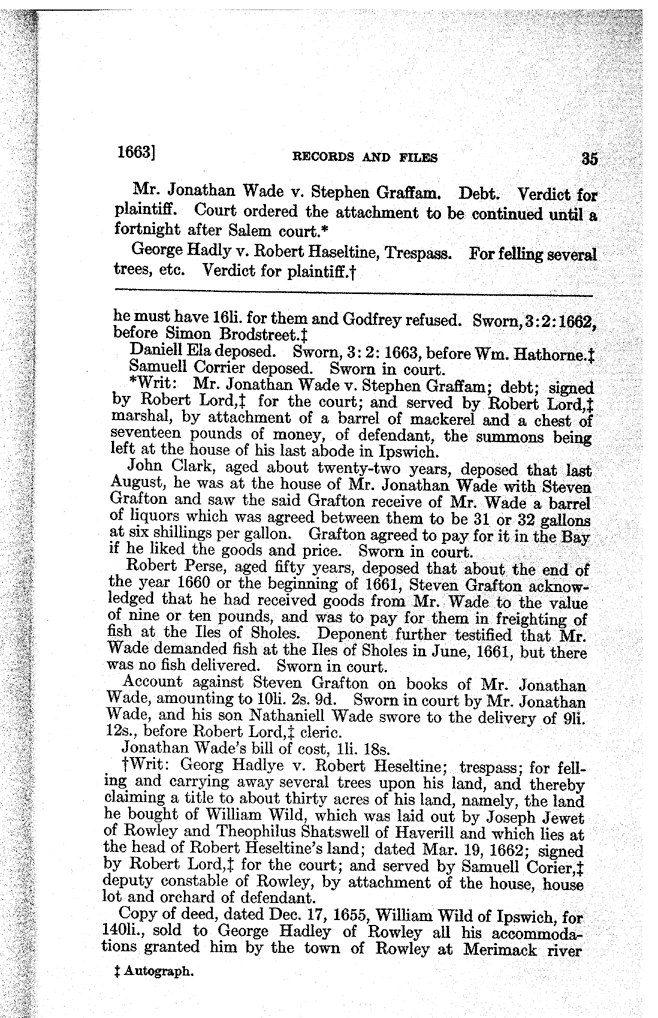 1663] RECORDS AND FILES 35
Mr. Jonathan Wade v. Stephen Graffam. Debt. Verdict for
plaintiff. Court ordered the attachment to be continued until a
fortnight after Salem court.*
George Hadly v. Robert Haseltine, Trespass. For felling several
trees, etc. Verdict for plaintiff.†
he must have 16li. for them and Godfrey refused. Sworn, 3:2:1662,
before Simon Brodstreet.‡
Daniell Ela deposed. Sworn, 3: 2: 1663, before Wm. Hathorne.‡
Samuell Corrier deposed. Sworn in court.
*Writ: Mr. Jonathan Wade v. Stephen Graffam; debt; signed
by Robert Lord,‡ for the court; and served by Robert Lord,‡
marshal, by attachment of a barrel of mackerel and a chest of
seventeen pounds of money, of defendant, the summons being
left at the house of his last abode in Ipswich.
John Clark, aged about twenty-two years, deposed that last
August, he was at the house of Mr. Jonathan Wade with Steven
Grafton and saw the said Grafton receive of Mr. Wade a barrel
of liquors which was agreed between them to be 31 or 32 gallons
at six shillings per gallon. Grafton agreed to pay for it in the Bay
if he liked the goods and price. Sworn in court.
Robert Perse, aged fifty years, deposed that about the end of
the year 1660 or the beginning of 1661, Steven Grafton acknow-
ledged that he had received goods from Mr. Wade to the value
of nine or ten pounds, and was to pay for them in freighting of
fish at the Iles of Sholes. Deponent further testified that Mr.
Wade demanded fish at the Iles of Sholes in June, 1661, but there
was no fish delivered. Sworn in court.
Account against Steven Grafton on books of Mr. Jonathan
Wade, amounting to 10li. 2s. 9d. Sworn in court by Mr. Jonathan
Wade, and his son Nathaniell Wade swore to the delivery of 9li.
12s., before Robert Lord,‡ cleric.
Jonathan Wade's bill of cost, 1li. 18s.
†Writ: Georg Hadlye v. Robert Heseltine; trespass; for fell-
ing and carrying away several trees upon his land, and thereby
claiming a title to about thirty acres of his land, namely, the land
he bought of William Wild, which was laid out by Joseph Jewet
of Rowley and Theophilus Shatswell of Haverill and which lies at
the head of Robert Heseltine's land; dated Mar. 19, 1662; signed
by Robert Lord,‡ for the court; and served by Samuell Corier,‡
deputy constable of Rowley, by attachment of the house, house
lot and orchard of defendant.
Copy of deed, dated Dec. 17, 1655, William Wild of Ipswich, for
140li., sold to George Hadley of Rowley all his accommoda-
tions granted him by the town of Rowley at Merimack river
‡ Autograph.